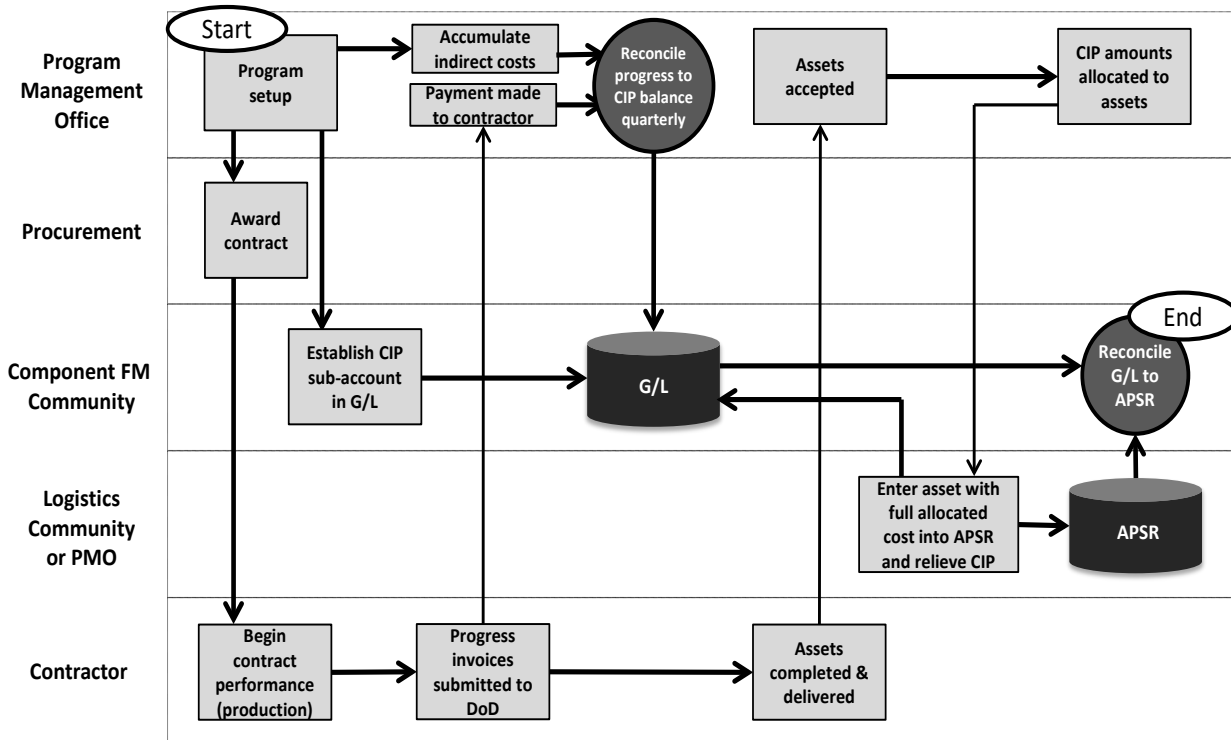 Start
Program
Management
Office
Program
setup
Accumulate
indirect costs
Payment made
to contractor
Reconcile
progress to
CIP balance
quarterly
Assets
accepted
CIP amounts
allocated to
assets
Procurement
Award
contract
Component FM
Community
Establish CIP
sub-account
in G/L
G/L
End
Reconcile
G/L to
APSR
Logistics
Community
or PMO
Enter asset with
full allocated
cost into APSR
and relieve CIP
APSR
Contractor
Begin
contract
performance
(production)
Progress
invoices
submitted to
DoD
Assets
completed &
delivered